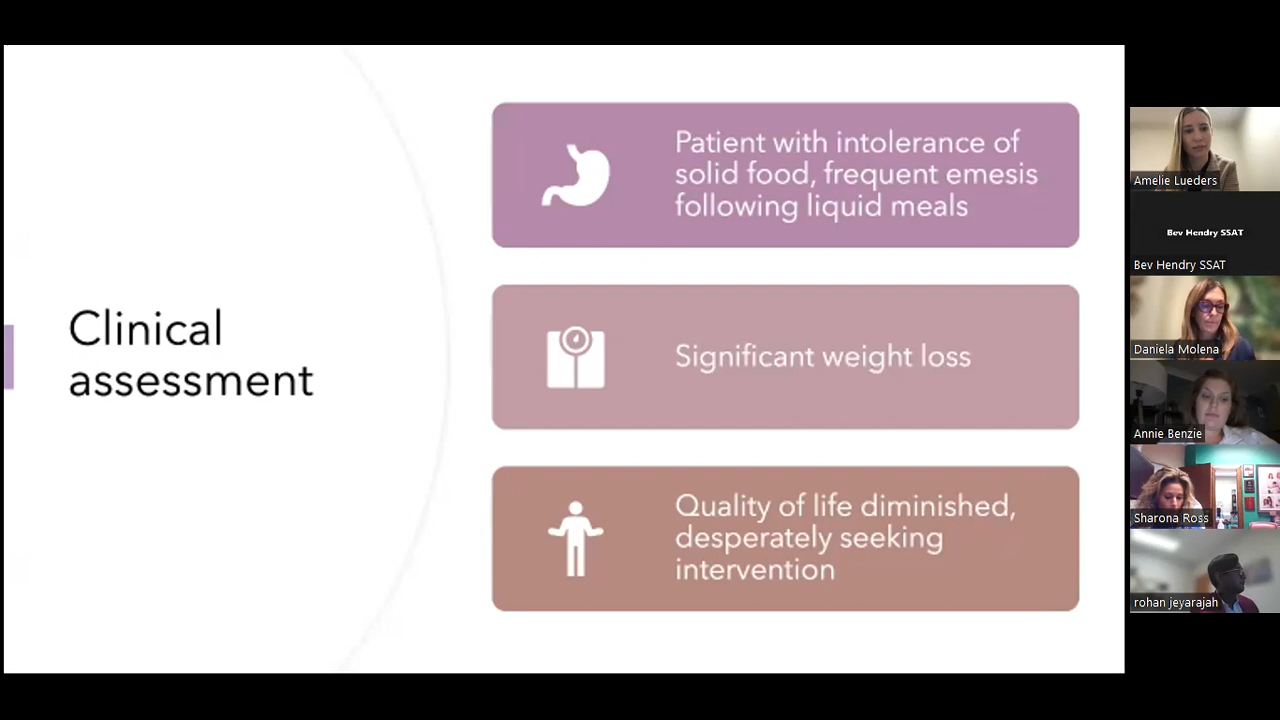 Clinical
assessment
Patient with intolerance of
solid food, frequent emesis
following liquid meals
Significant weight loss
Quality of life diminished,
desperately seeking
intervention
Amelie Lueders
Bev Hendry SSAT
Bev Hendry SSAT
Daniela Molena
Annie Benzie
Sharona Ross
rohan jeyarajah